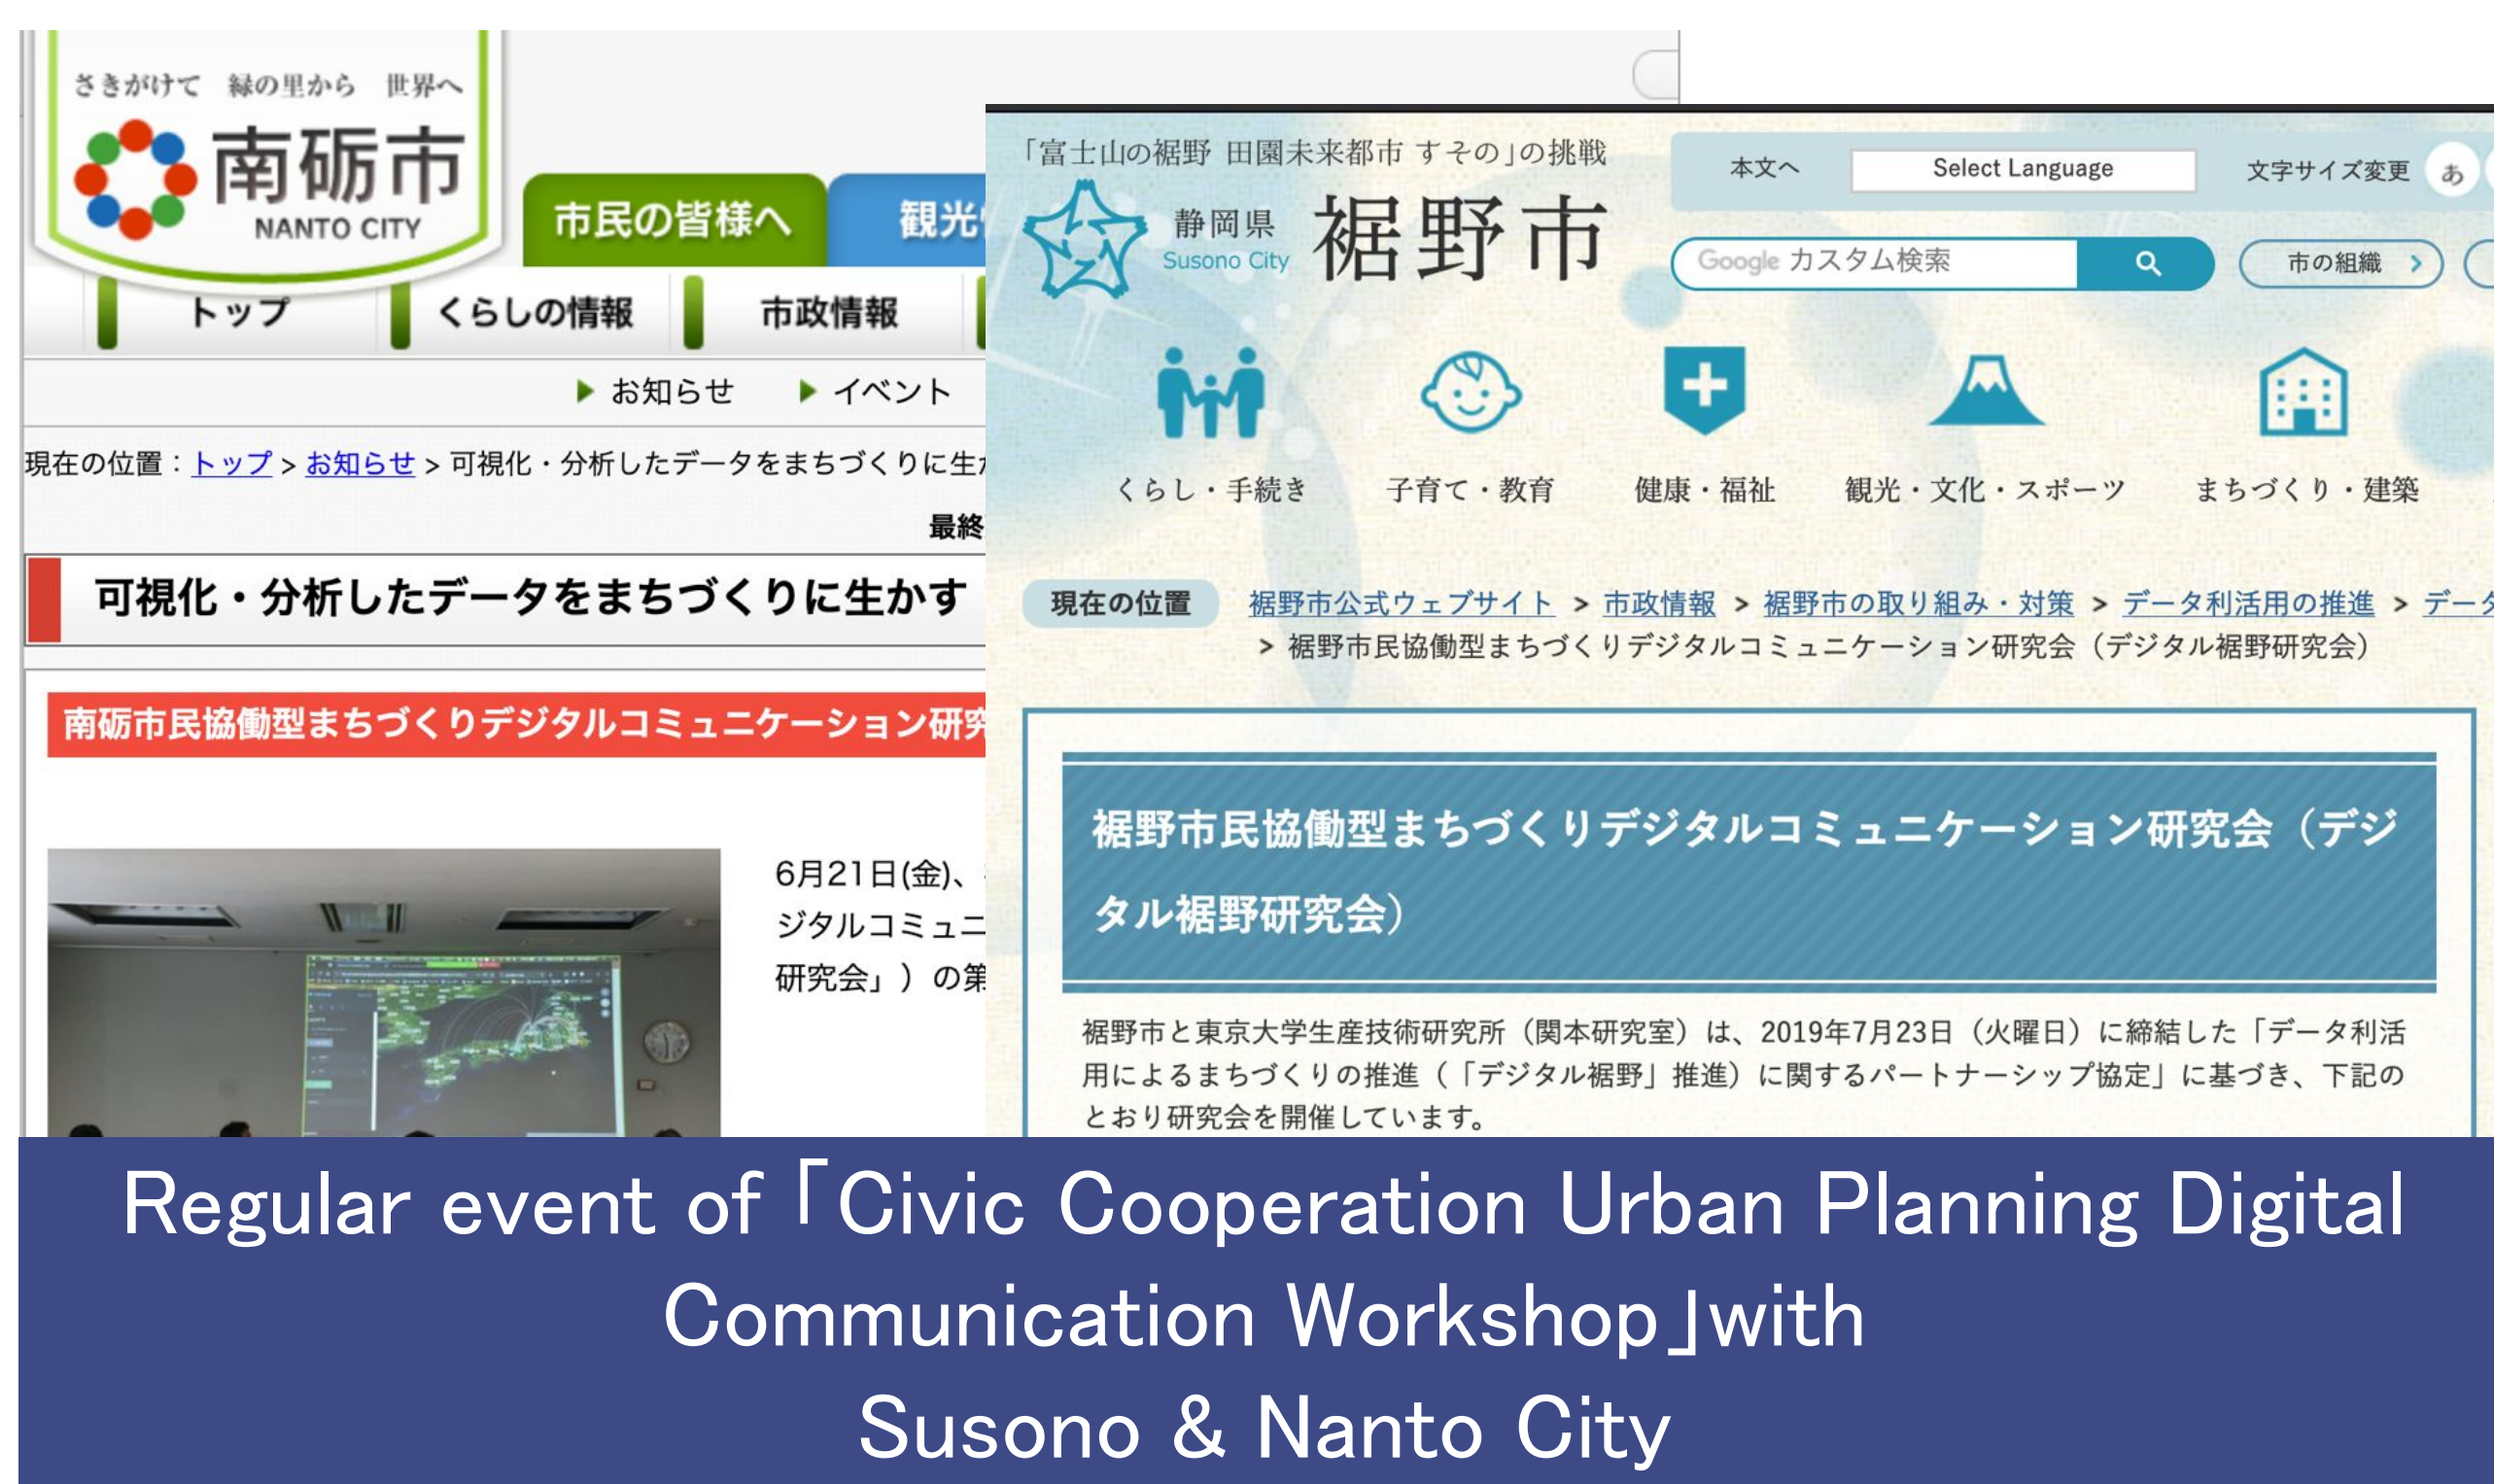 さきがけて 緑の里から 世界へ
南砺市
NANTO CITY
市民の皆様へ
観光
トップ
くらしの情報
市政情報
お知らせ
イベント
現在の位置：トップ > お知らせ > 可視化・分析したデータをまちづくりに生
最終
可視化・分析したデータをまちづくりに生かす
南砺市民協働型まちづくりデジタルコミュニケーション研究
6月21日(金)、
ジタルコミュニ
研究会」）の第
「富士山の裾野 田園未来都市 すその」の挑戦
静岡県
Susono City
裾野市
本文へ
Select Language
文字サイズ変更
あ
Google カスタム検索
市の組織
くらし・手続き
子育て・教育
健康・福祉
観光・文化・スポーツ
まちづくり・建築
現在の位置 裾野市公式ウェブサイト > 市政情報 > 裾野市の取り組み・対策 > データ利活用の推進 > データ
> 裾野市民協働型まちづくりデジタルコミュニケーション研究会（デジタル裾野研究会）
裾野市民協働型まちづくりデジタルコミュニケーション研究会（デジ
タル裾野研究会）
裾野市と東京大学生産技術研究所（関本研究室）は、2019年7月23日（火曜日）に締結した「データ利活
用によるまちづくりの推進（「デジタル裾野」推進）に関するパートナーシップ協定」に基づき、下記の
とおり研究会を開催しています。
Regular event of「Civic Cooperation Urban Planning Digital
Communication Workshop」with
Susono & Nanto City